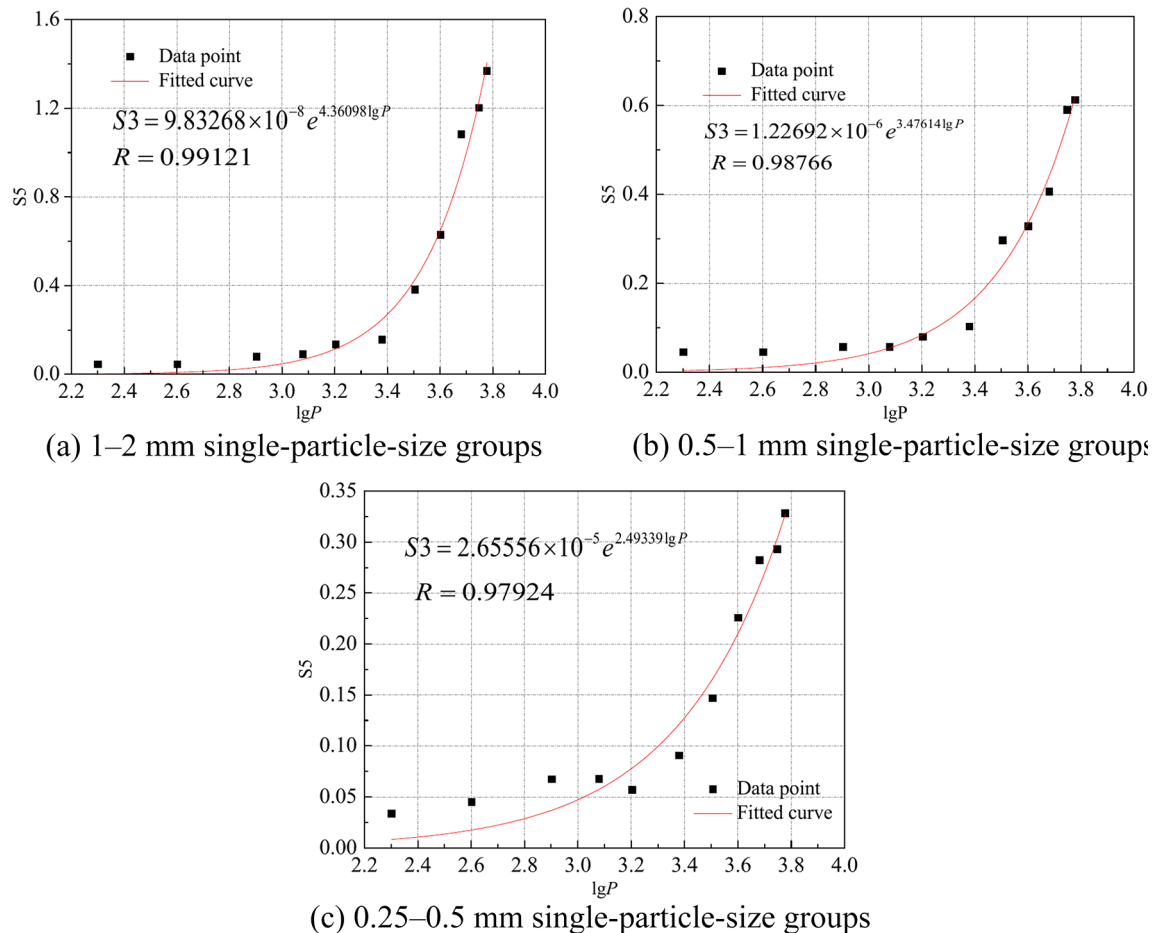 1.6
1.2
0.8
0.4
0.0
S5
Data point
Fitted curve
S3 = 9.83268×10⁻⁸ e^{4.36098lgP}
R = 0.99121
2.2 2.4 2.6 2.8 3.0 3.2 3.4 3.6 3.8 4.0
lgP
(a) 1–2 mm single-particle-size groups
0.8
0.6
0.4
0.2
0.0
S5
Data point
Fitted curve
S3 = 1.22692×10⁻⁶ e^{3.47614lgP}
R = 0.98766
2.2 2.4 2.6 2.8 3.0 3.2 3.4 3.6 3.8 4.0
lgP
(b) 0.5–1 mm single-particle-size groups
0.35
0.30
0.25
0.20
0.15
0.10
0.05
0.00
S5
S3 = 2.65556×10⁻⁵ e^{2.49339lgP}
R = 0.97924
Data point
Fitted curve
2.2 2.4 2.6 2.8 3.0 3.2 3.4 3.6 3.8 4.0
lgP
(c) 0.25–0.5 mm single-particle-size groups